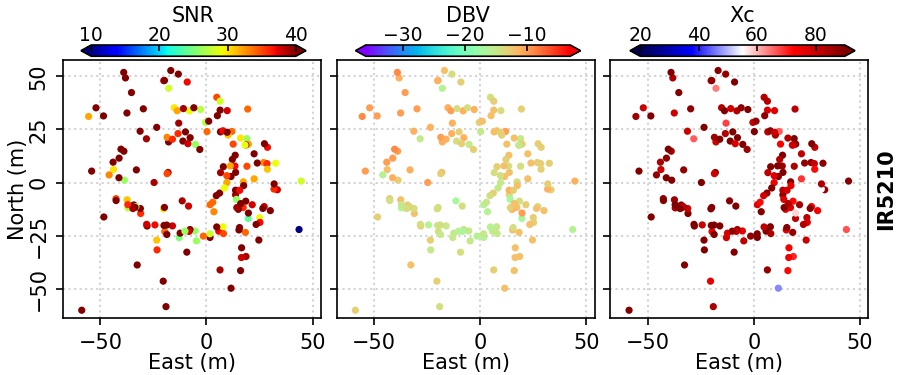 SNR DBV Xc
10 20 30 40 −30 −20 −10 20 40 60 80
50
25
0
−25
−50
North (m)
−50 0 50 −50 0 50 −50 0 50
East (m) East (m) East (m)
IR5210